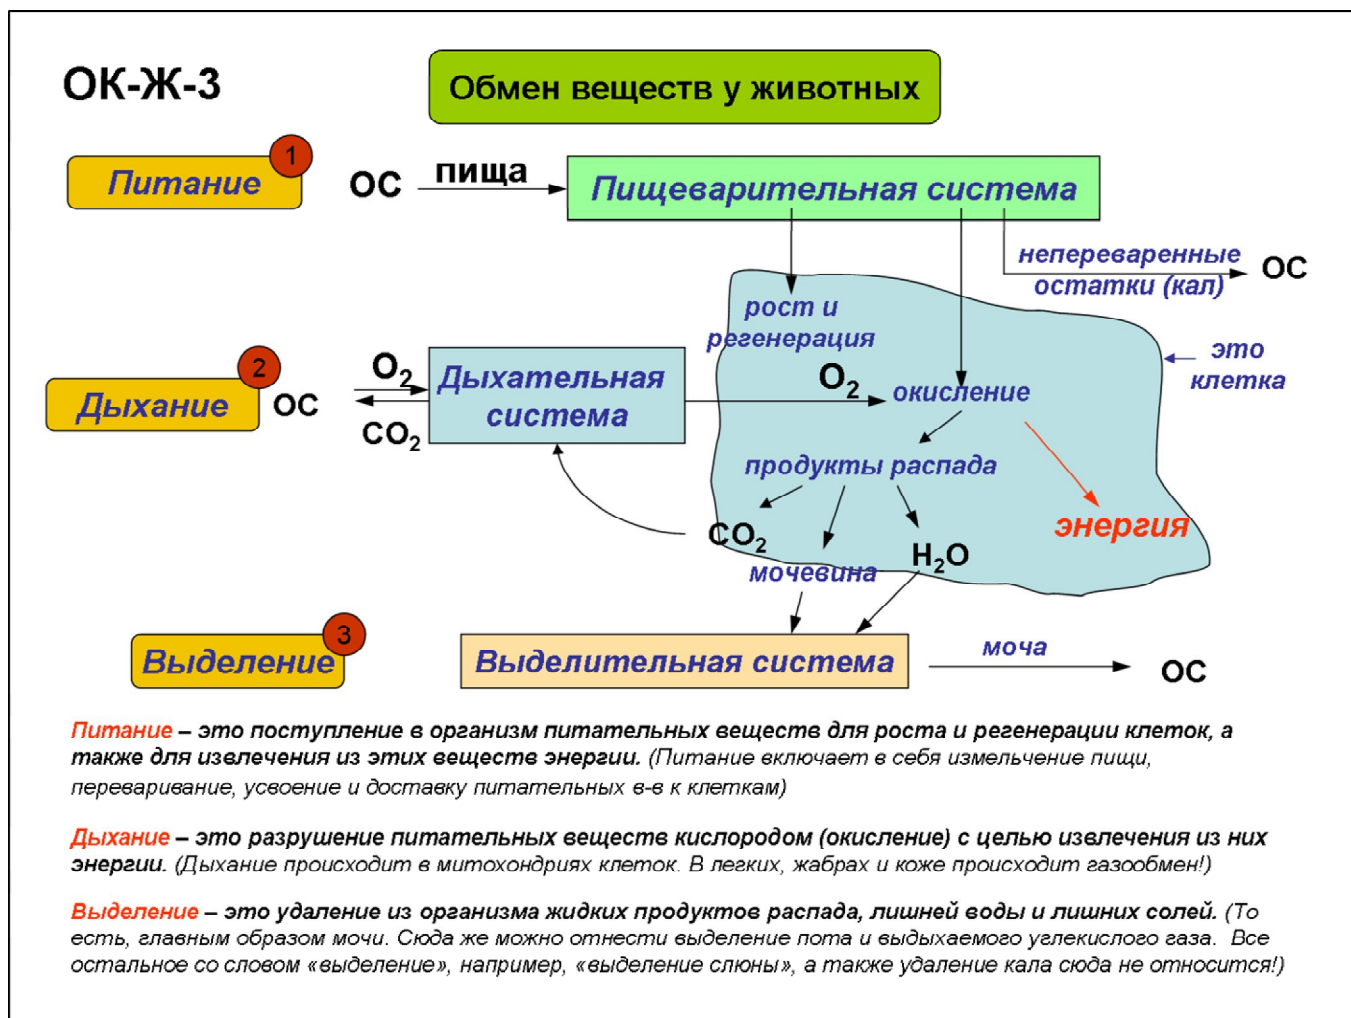 ОК-Ж-3
Обмен веществ у животных
Питание
1
ОС
пища
Пищеварительная система
непереваренные
остатки (кал)
ОС
рост и
регенерация
это
клетка
Дыхание
2
ОС
O₂
CO₂
Дыхательная
система
O₂
окисление
продукты распада
энергия
CO₂
мочевина
H₂O
Выделение
3
Выделительная система
моча
ОС
Питание – это поступление в организм питательных веществ для роста и регенерации клеток, а
также для извлечения из этих веществ энергии. (Питание включает в себя измельчение пищи,
переваривание, усвоение и доставку питательных в-в к клеткам)
Дыхание – это разрушение питательных веществ кислородом (окисление) с целью извлечения из них
энергии. (Дыхание происходит в митохондриях клеток. В легких, жабрах и коже происходит газообмен!)
Выделение – это удаление из организма жидких продуктов распада, лишней воды и лишних солей. (То
есть, главным образом мочи. Сюда же можно отнести выделение пота и выдыхаемого углекислого газа. Все
остальное со словом «выделение», например, «выделение слюны», а также удаление кала сюда не относится!)